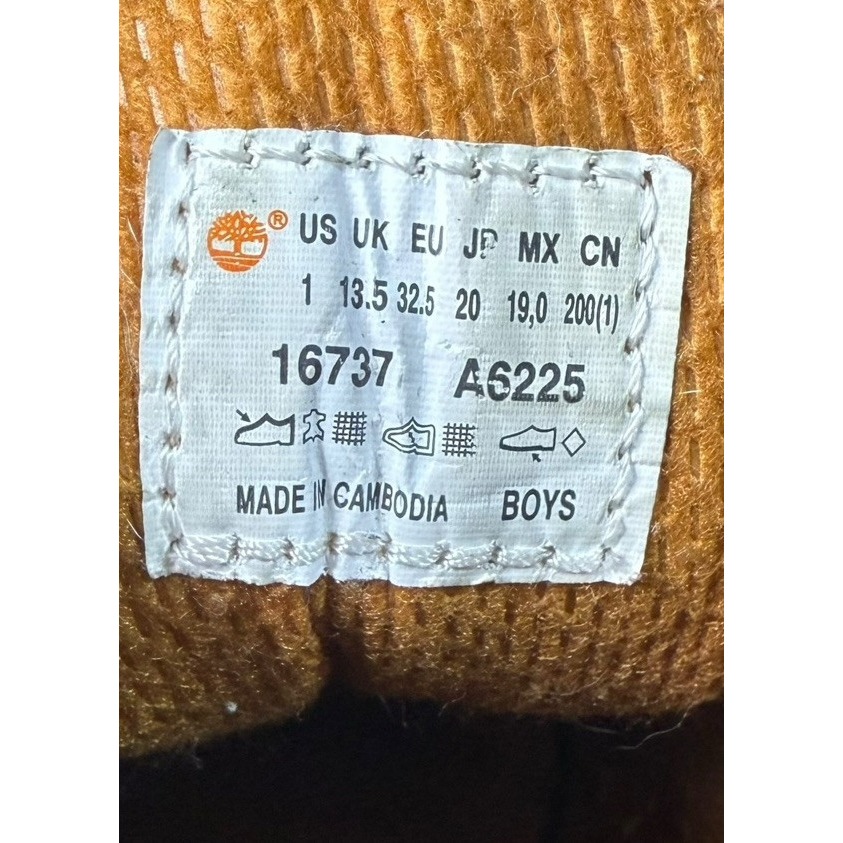 ® US UK EU JP MX CN
1 13.5 32.5 20 19,0 200(1)
16737 A6225
MADE IN CAMBODIA BOYS